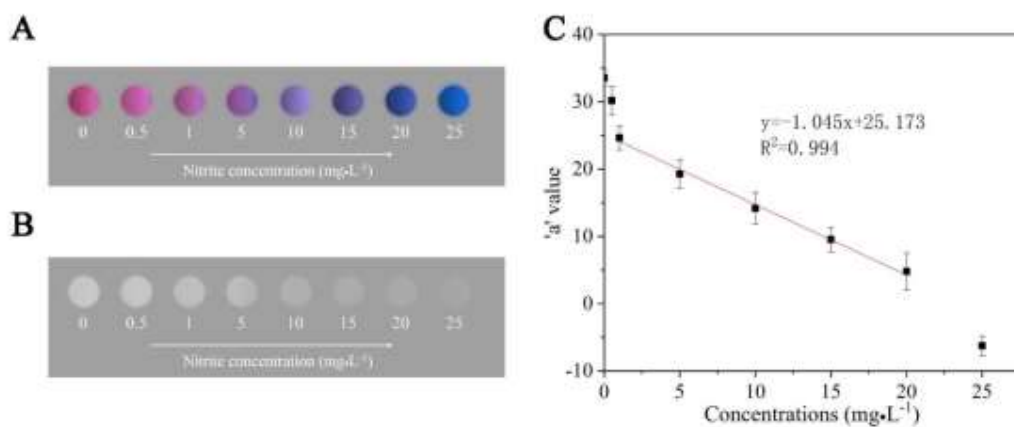 A
0 0.5 1 5 10 15 20 25
Nitrite concentration (mg•L⁻¹)
B
0 0.5 1 5 10 15 20 25
Nitrite concentration (mg•L⁻¹)
C
40
30
20
10
0
-10
'a' value
y=-1.045x+25.173
R²=0.994
0 5 10 15 20 25
Concentrations (mg•L⁻¹)